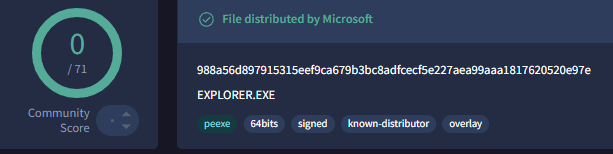 0
/ 71
Community
Score
File distributed by Microsoft
988a56d897915315eef9ca679b3bc8adfcecf5e227aea99aaa1817620520e97e
EXPLORER.EXE
peexe 64bits signed known-distributor overlay